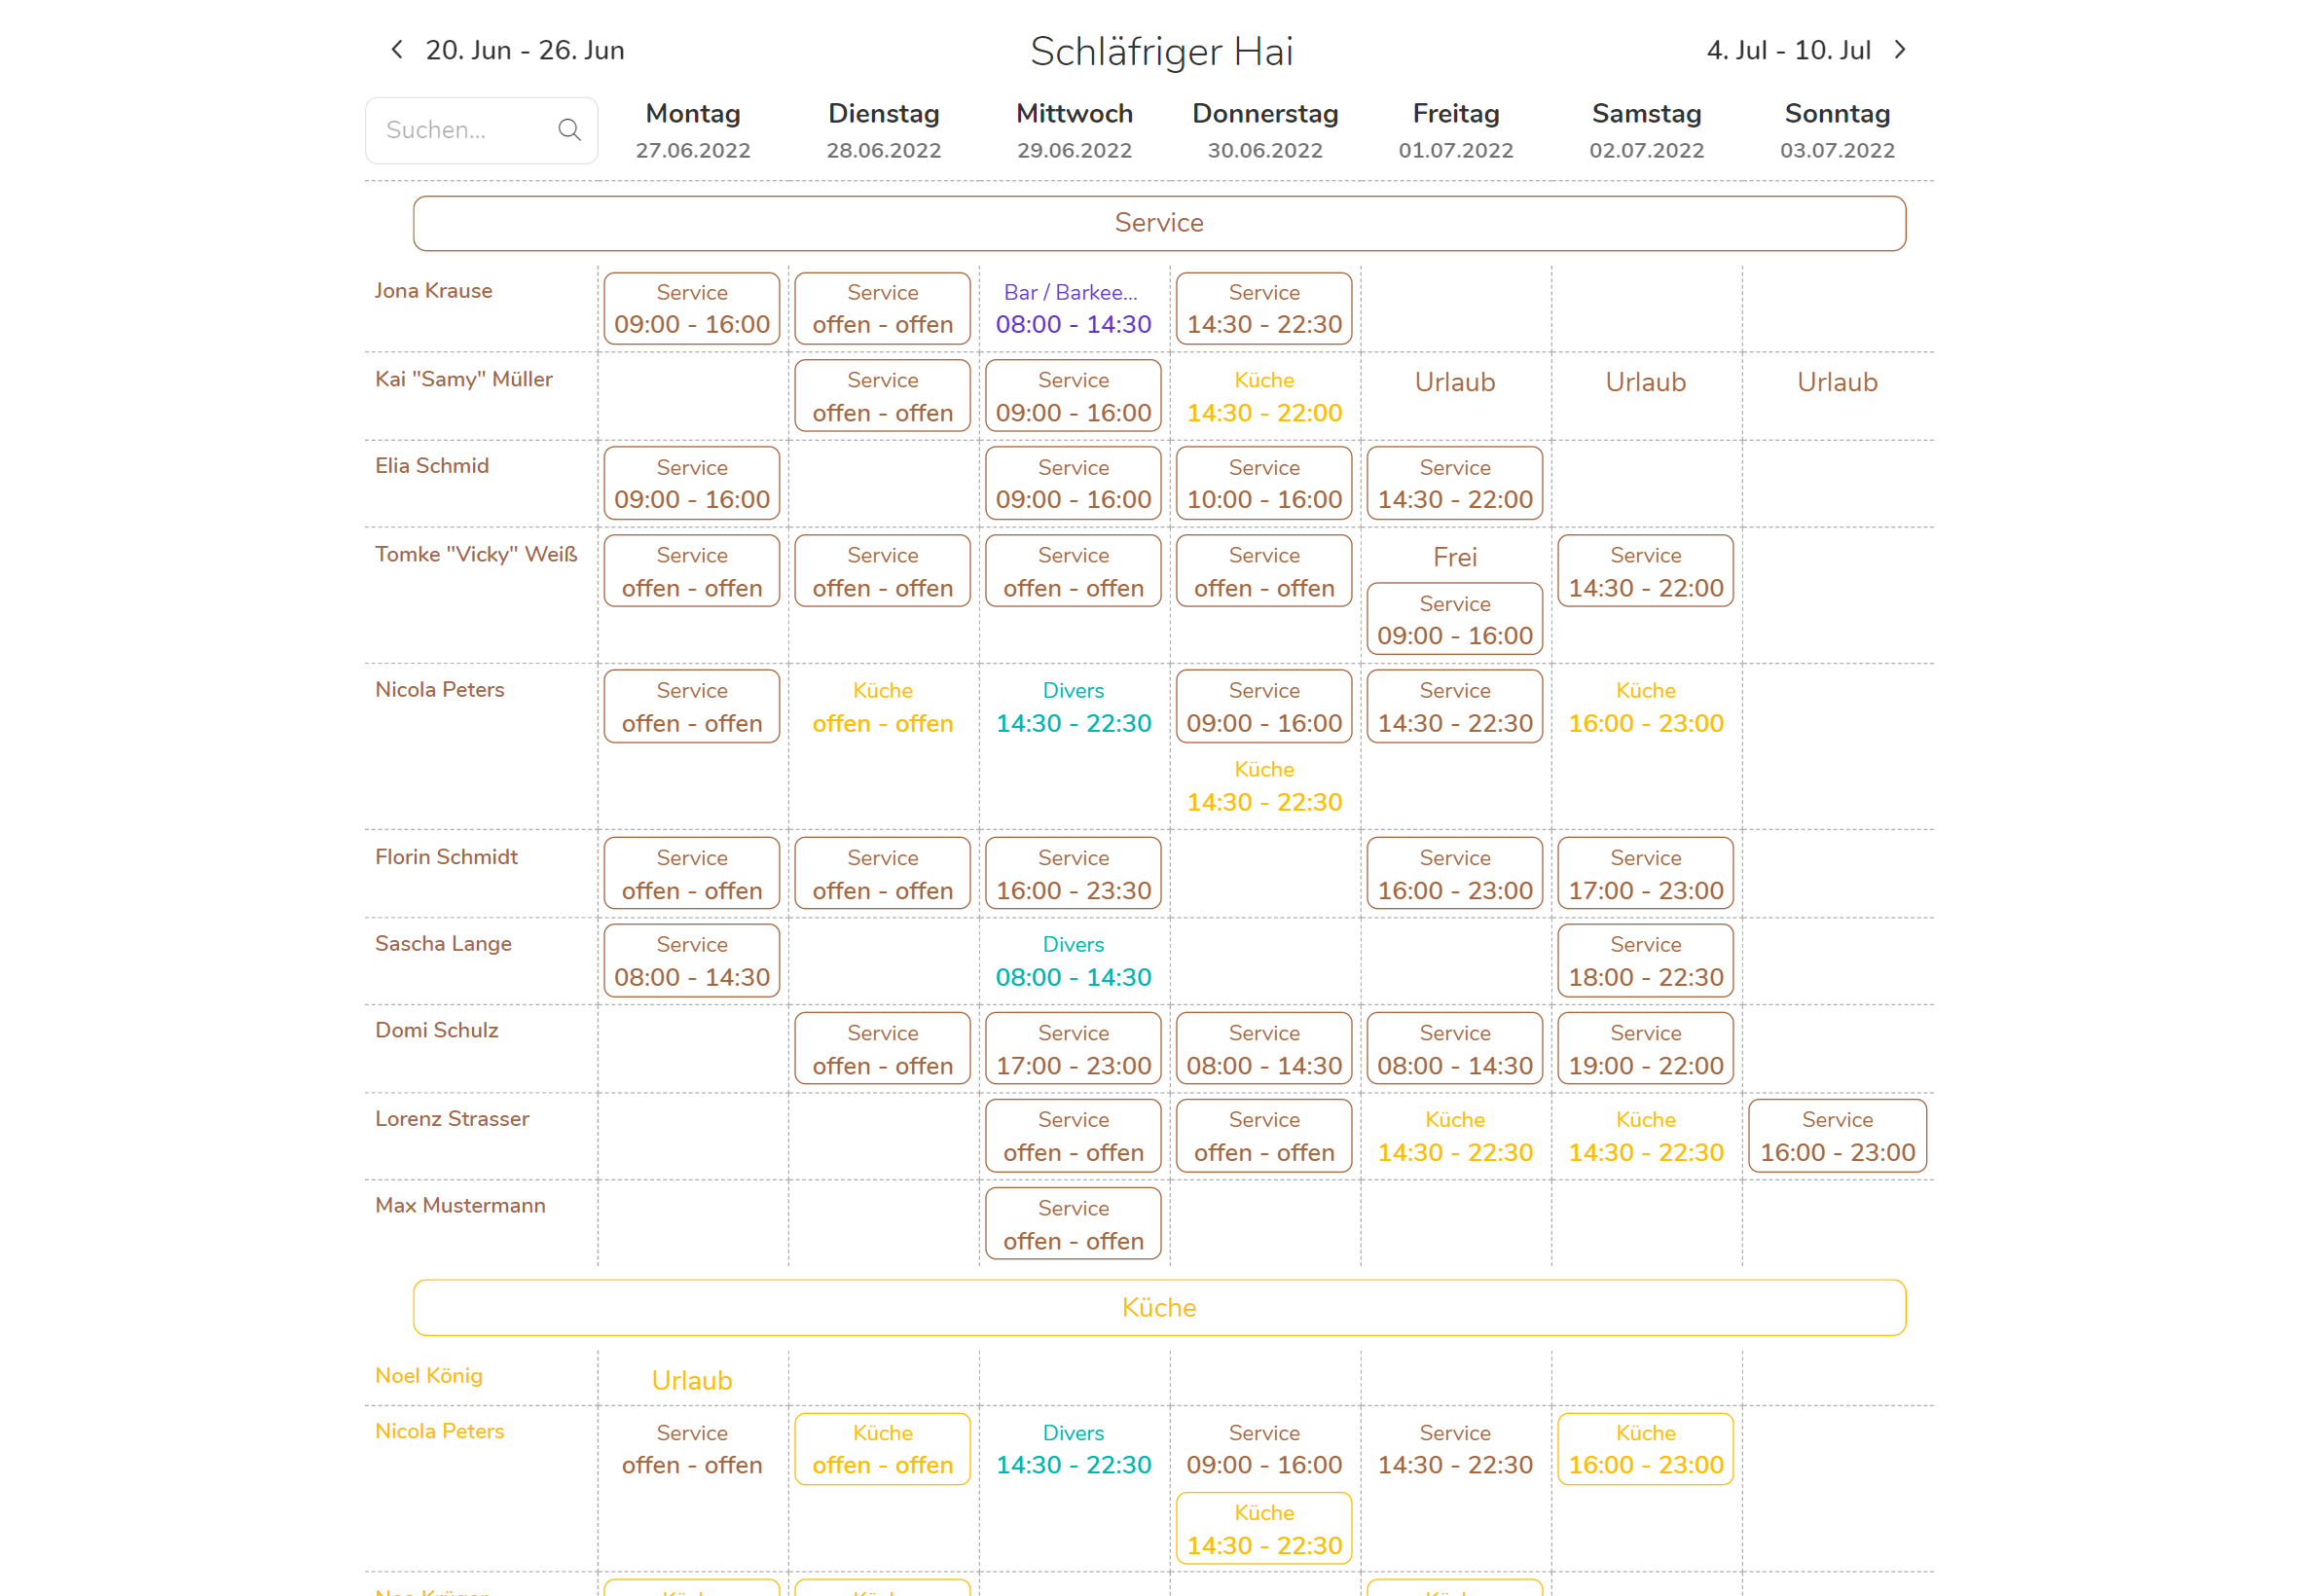 20. Jun - 26. Jun
Schläfriger Hai
4. Jul - 10. Jul
Suchen...
Montag Dienstag Mittwoch Donnerstag Freitag Samstag Sonntag
27.06.2022 28.06.2022 29.06.2022 30.06.2022 01.07.2022 02.07.2022 03.07.2022
Service
Jona Krause Service Service Bar / Barkee... Service
09:00 - 16:00 offen - offen 08:00 - 14:30 14:30 - 22:30
Kai "Samy" Müller Service Service Küche Urlaub Urlaub Urlaub
offen - offen 09:00 - 16:00 14:30 - 22:00
Elia Schmid Service Service Service Service
09:00 - 16:00 09:00 - 16:00 10:00 - 16:00 14:30 - 22:00
Tomke "Vicky" Weiß Service Service Service Service Frei Service
offen - offen offen - offen offen - offen offen - offen 14:30 - 22:00
Service
09:00 - 16:00
Nicola Peters Service Küche Divers Service Service Küche
offen - offen offen - offen 14:30 - 22:30 09:00 - 16:00 14:30 - 22:30 16:00 - 23:00
Küche
14:30 - 22:30
Florin Schmidt Service Service Service Service Service
offen - offen offen - offen 16:00 - 23:30 16:00 - 23:00 17:00 - 23:00
Sascha Lange Service Divers Service
08:00 - 14:30 08:00 - 14:30 18:00 - 22:30
Domi Schulz Service Service Service Service Service
offen - offen 17:00 - 23:00 08:00 - 14:30 08:00 - 14:30 19:00 - 22:00
Lorenz Strasser Service Service Küche Küche Service
offen - offen offen - offen 14:30 - 22:30 14:30 - 22:30 16:00 - 23:00
Max Mustermann Service
offen - offen
Küche
Noel König Urlaub
Nicola Peters Service Küche Divers Service Service Küche
offen - offen offen - offen 14:30 - 22:30 09:00 - 16:00 14:30 - 22:30 16:00 - 23:00
Küche
14:30 - 22:30